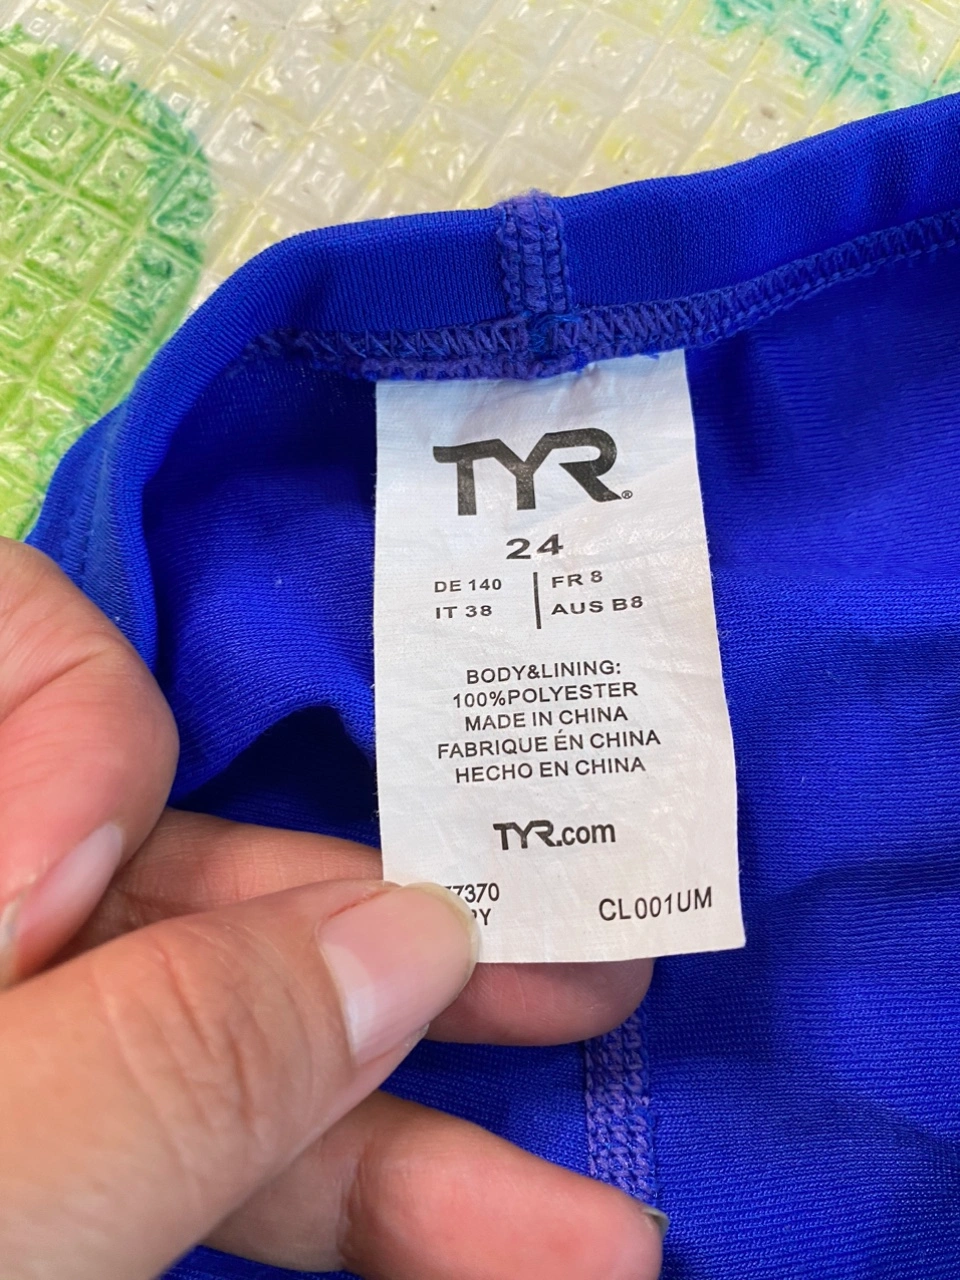 TYR®
24
DE 140 | FR 8
IT 38 | AUS B8
BODY&LINING:
100%POLYESTER
MADE IN CHINA
FABRIQUE ÉN CHINA
HECHO EN CHINA
TYR.com
7370
CL001UM